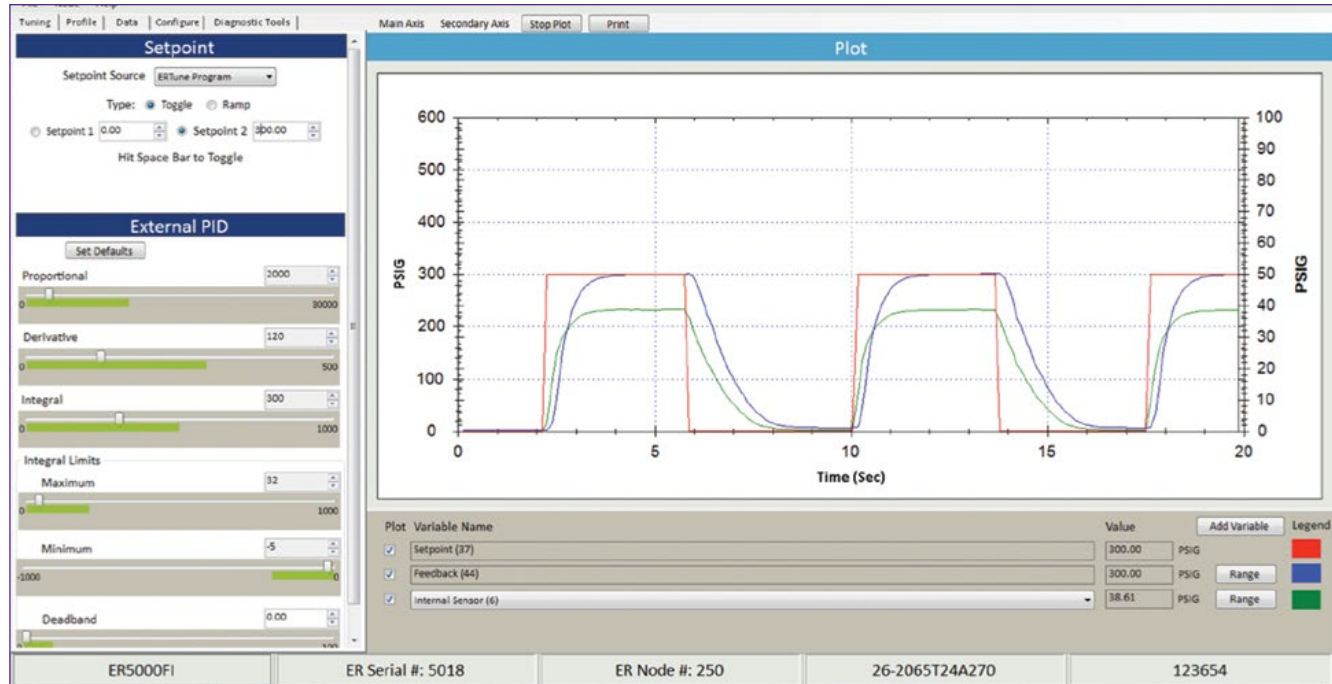 Tuning Profile Data Configure Diagnostic Tools
Main Axis Secondary Axis Stop Plot Print
Setpoint
Setpoint Source ERTune Program
Type: Toggle Ramp
Setpoint 1 0.00 Setpoint 2 300.00
Hit Space Bar to Toggle
External PID
Set Defaults
Proportional 2000
0 30000
Derivative 120
0 500
Integral 300
0 1000
Integral Limits
Maximum 32
0 1000
Minimum -5
-1000 0
Deadband 0.00
0 100
Plot
600 100
90
500
80
70
400
60
PSIG 300 50 PSIG
40
200
30
100 20
10
0 0
0 5 10 15 20
Time (Sec)
Plot Variable Name Value Add Variable Legend
Setpoint (37) 300.00 PSIG
Feedback (44) 300.00 PSIG Range
Internal Sensor (6) 38.61 PSIG Range
ER5000FI ER Serial #: 5018 ER Node #: 250 26-2065T24A270 123654